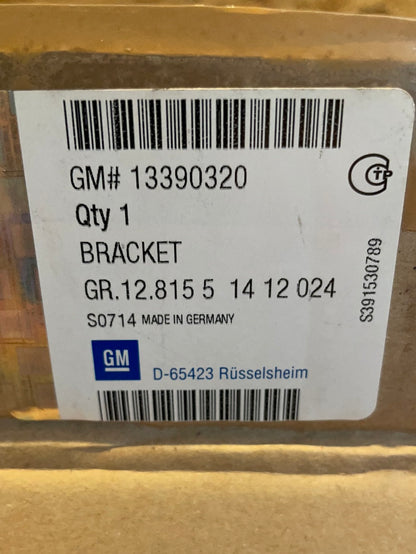 GM# 13390320
Qty 1
BRACKET
GR.12.815 5 14 12 024
S0714 MADE IN GERMANY
GM
D-65423 Rüsselsheim
S391530789